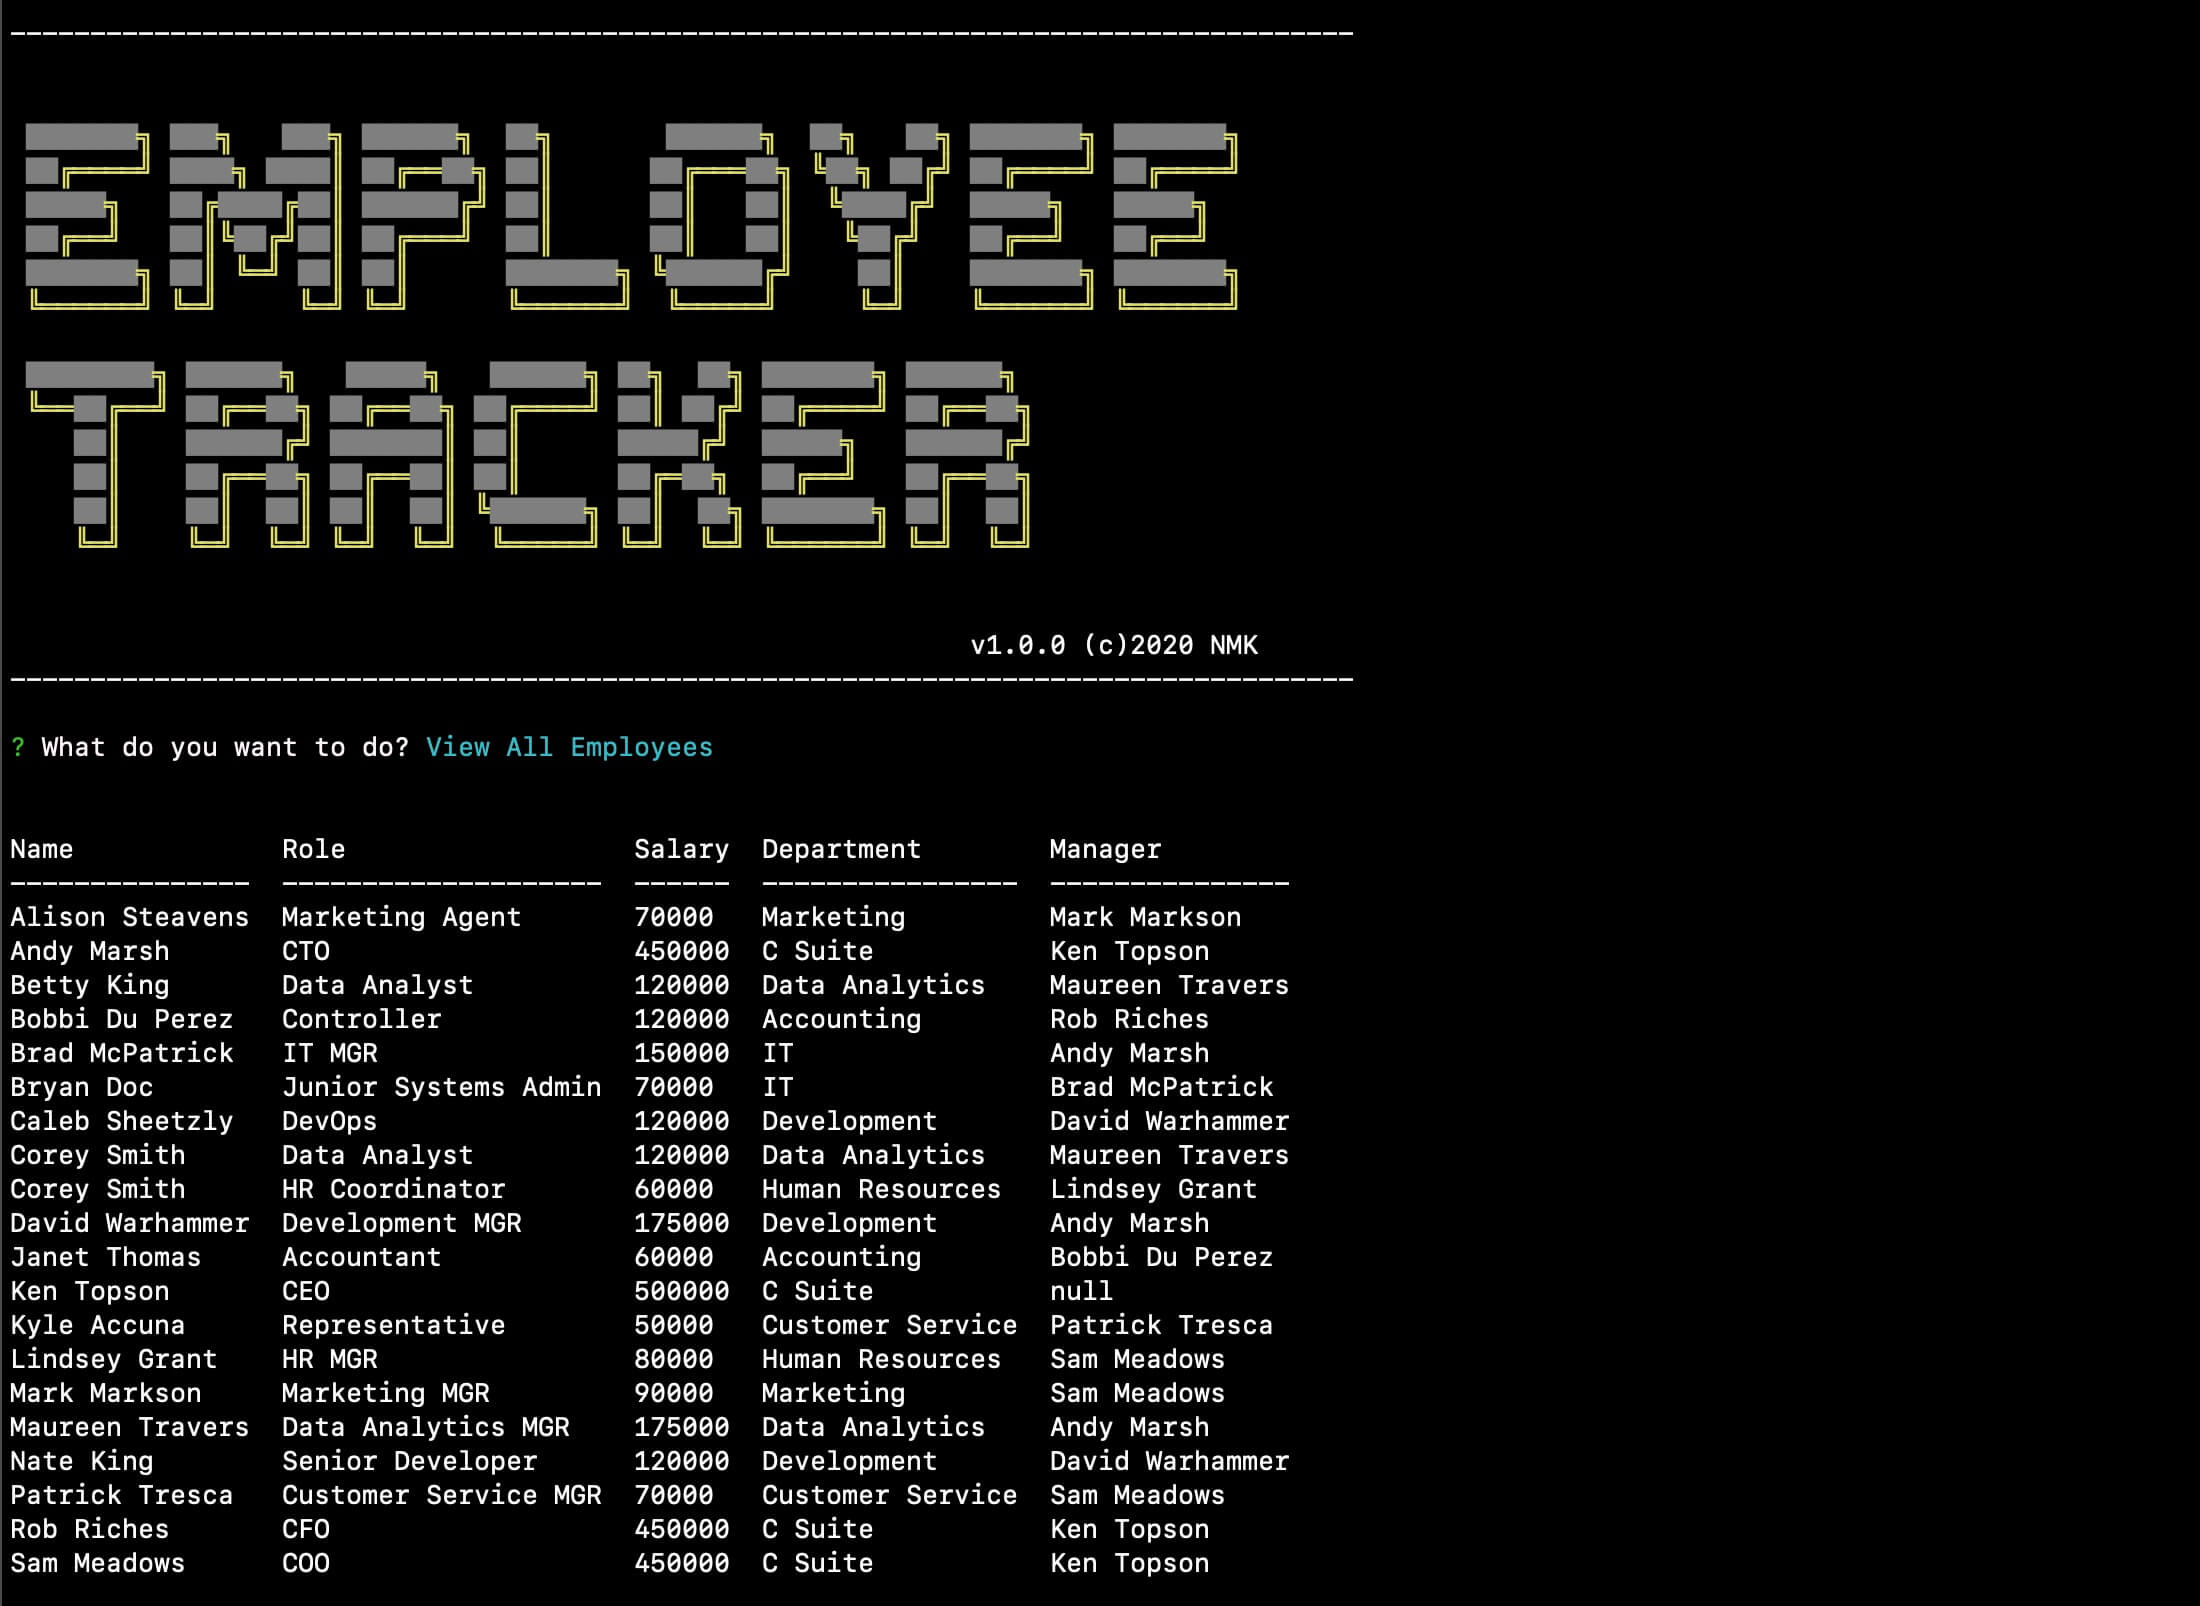 EMPLOYEE
TRACKER
v1.0.0 (c)2020 NMK
? What do you want to do? View All Employees
Name Role Salary Department Manager
Alison Steavens Marketing Agent 70000 Marketing Mark Markson
Andy Marsh CTO 450000 C Suite Ken Topson
Betty King Data Analyst 120000 Data Analytics Maureen Travers
Bobbi Du Perez Controller 120000 Accounting Rob Riches
Brad McPatrick IT MGR 150000 IT Andy Marsh
Bryan Doc Junior Systems Admin 70000 IT Brad McPatrick
Caleb Sheetzly DevOps 120000 Development David Warhammer
Corey Smith Data Analyst 120000 Data Analytics Maureen Travers
Corey Smith HR Coordinator 60000 Human Resources Lindsey Grant
David Warhammer Development MGR 175000 Development Andy Marsh
Janet Thomas Accountant 60000 Accounting Bobbi Du Perez
Ken Topson CEO 500000 C Suite null
Kyle Accuna Representative 50000 Customer Service Patrick Tresca
Lindsey Grant HR MGR 80000 Human Resources Sam Meadows
Mark Markson Marketing MGR 90000 Marketing Sam Meadows
Maureen Travers Data Analytics MGR 175000 Data Analytics Andy Marsh
Nate King Senior Developer 120000 Development David Warhammer
Patrick Tresca Customer Service MGR 70000 Customer Service Sam Meadows
Rob Riches CFO 450000 C Suite Ken Topson
Sam Meadows COO 450000 C Suite Ken Topson